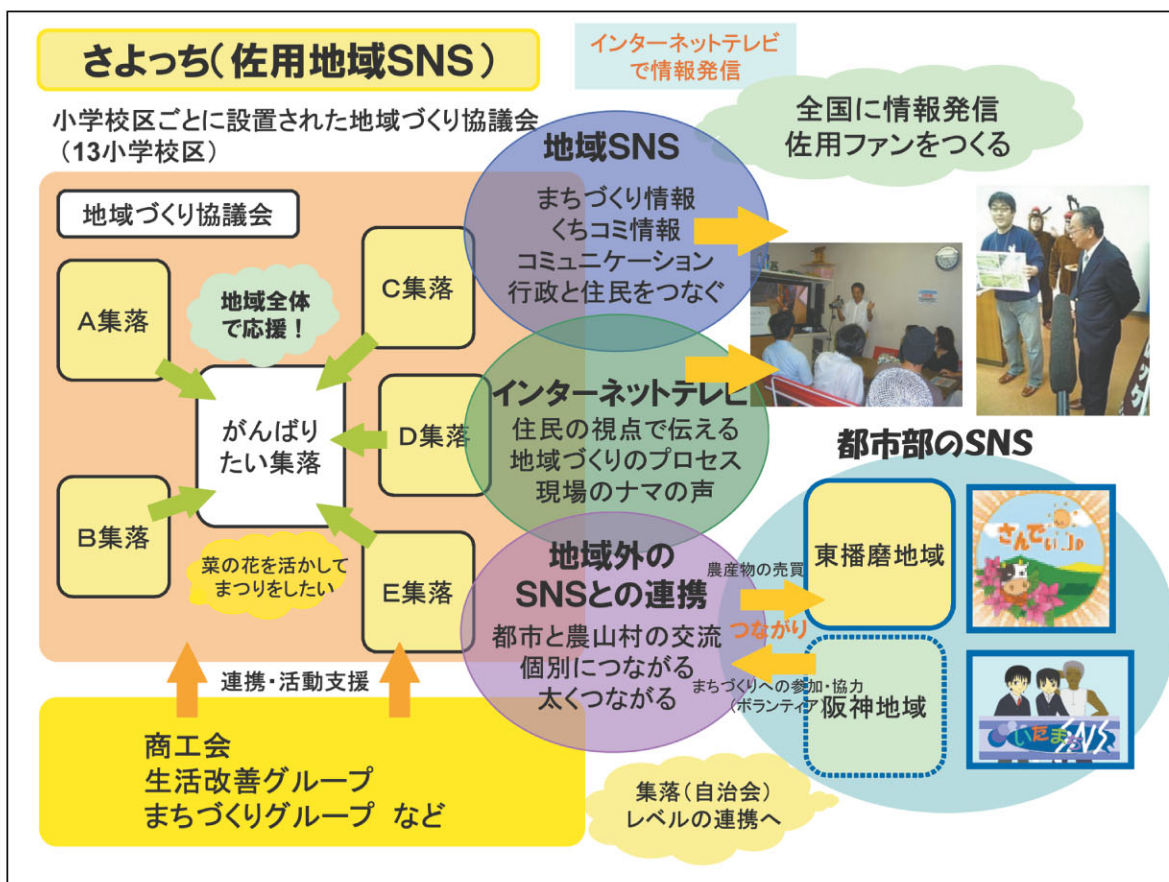 さよっち（佐用地域SNS）
インターネットテレビ
で情報発信
小学校区ごとに設置された地域づくり協議会
（13小学校区）
全国に情報発信
佐用ファンをつくる
地域づくり協議会
A集落
B集落
C集落
D集落
E集落
地域全体
で応援！
がんばり
たい集落
菜の花を活かして
まつりをしたい
連携・活動支援
商工会
生活改善グループ
まちづくりグループ など
地域SNS
まちづくり情報
くちコミ情報
コミュニケーション
行政と住民をつなぐ
インターネットテレビ
住民の視点で伝える
地域づくりのプロセス
現場のナマの声
地域外の
SNSとの連携
都市と農山村の交流
個別につながる
太くつながる
都市部のSNS
農産物の売買
つながり
まちづくりへの参加・協力
（ボランティア）
東播磨地域
阪神地域
さんでぃ.jp
いたまちSNS
集落（自治会）
レベルの連携へ